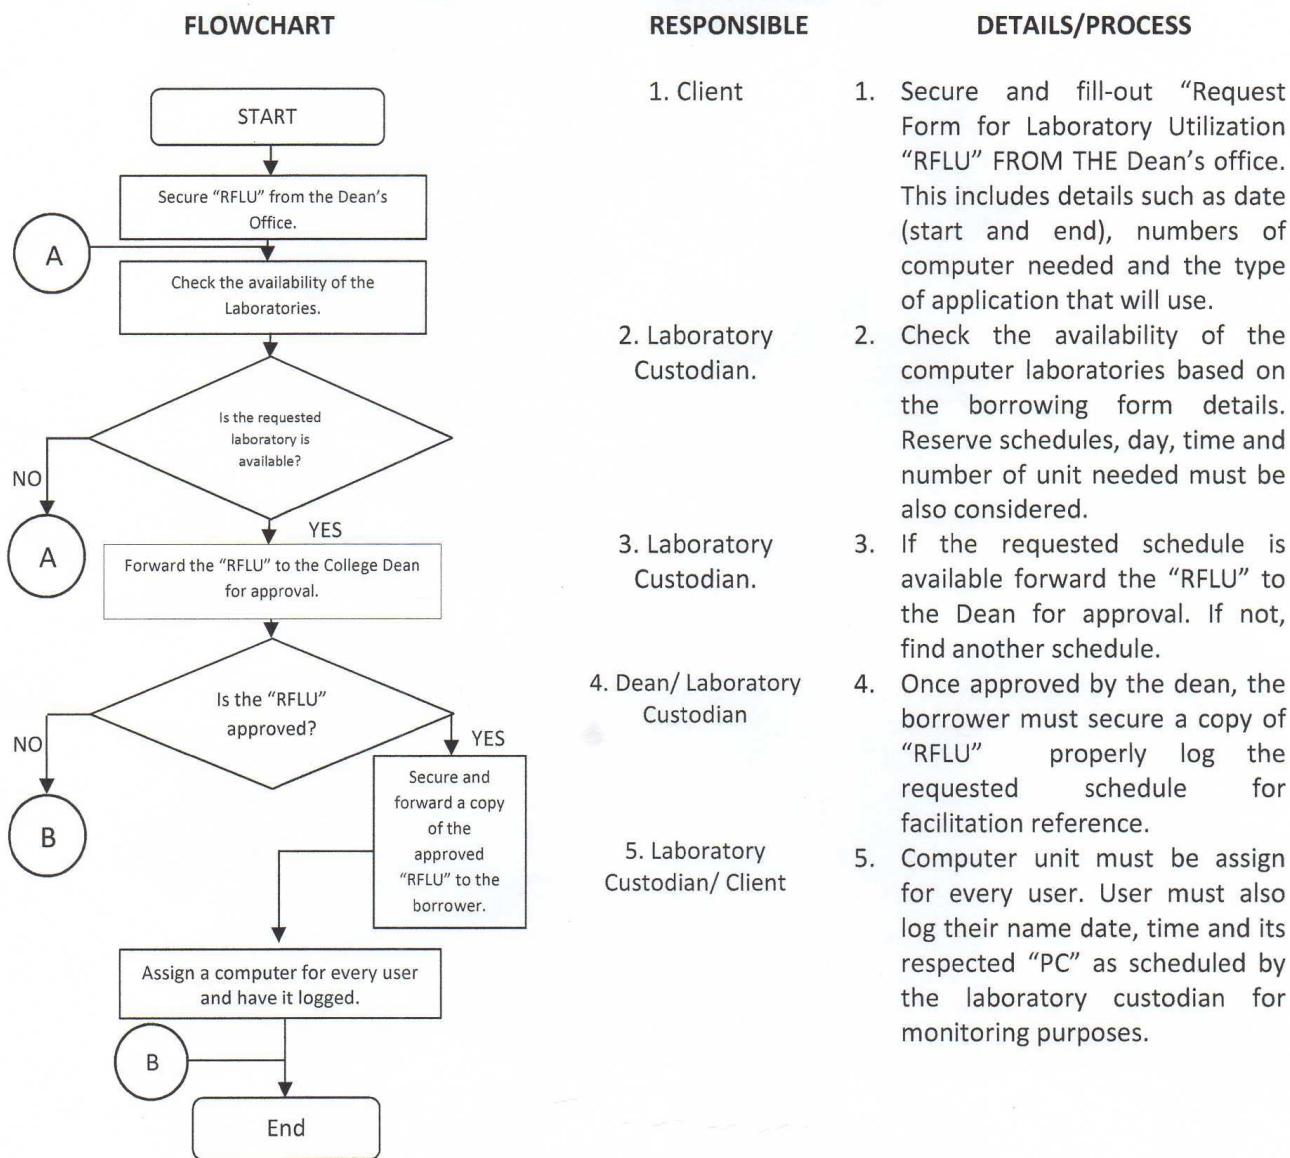 FLOWCHART
START
Secure “RFLU” from the Dean’s
Office.
A
Check the availability of the
Laboratories.
Is the requested
laboratory is
available?
NO
A
YES
Forward the “RFLU” to the College Dean
for approval.
Is the “RFLU”
approved?
NO
B
YES
Secure and
forward a copy
of the
approved
“RFLU” to the
borrower.
Assign a computer for every user
and have it logged.
B
End
RESPONSIBLE
1. Client
2. Laboratory
Custodian.
3. Laboratory
Custodian.
4. Dean/ Laboratory
Custodian
5. Laboratory
Custodian/ Client
DETAILS/PROCESS
1. Secure and fill-out “Request
Form for Laboratory Utilization
“RFLU” FROM THE Dean’s office.
This includes details such as date
(start and end), numbers of
computer needed and the type
of application that will use.
2. Check the availability of the
computer laboratories based on
the borrowing form details.
Reserve schedules, day, time and
number of unit needed must be
also considered.
3. If the requested schedule is
available forward the “RFLU” to
the Dean for approval. If not,
find another schedule.
4. Once approved by the dean, the
borrower must secure a copy of
“RFLU” properly log the
requested schedule for
facilitation reference.
5. Computer unit must be assign
for every user. User must also
log their name date, time and its
respected “PC” as scheduled by
the laboratory custodian for
monitoring purposes.